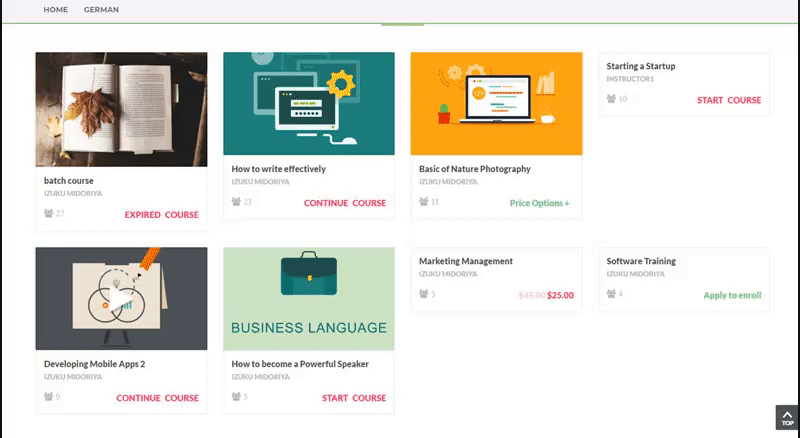 HOME GERMAN
batch course
IZUKU MIDORIYA
27
EXPIRED COURSE
How to write effectively
IZUKU MIDORIYA
23
CONTINUE COURSE
Basic of Nature Photography
IZUKU MIDORIYA
11
Price Options +
Starting a Startup
INSTRUCTOR1
10
START COURSE
Developing Mobile Apps 2
IZUKU MIDORIYA
9
CONTINUE COURSE
BUSINESS LANGUAGE
How to become a Powerful Speaker
IZUKU MIDORIYA
5
START COURSE
Marketing Management
IZUKU MIDORIYA
3
$45.00 $25.00
Software Training
IZUKU MIDORIYA
4
Apply to enroll
TOP